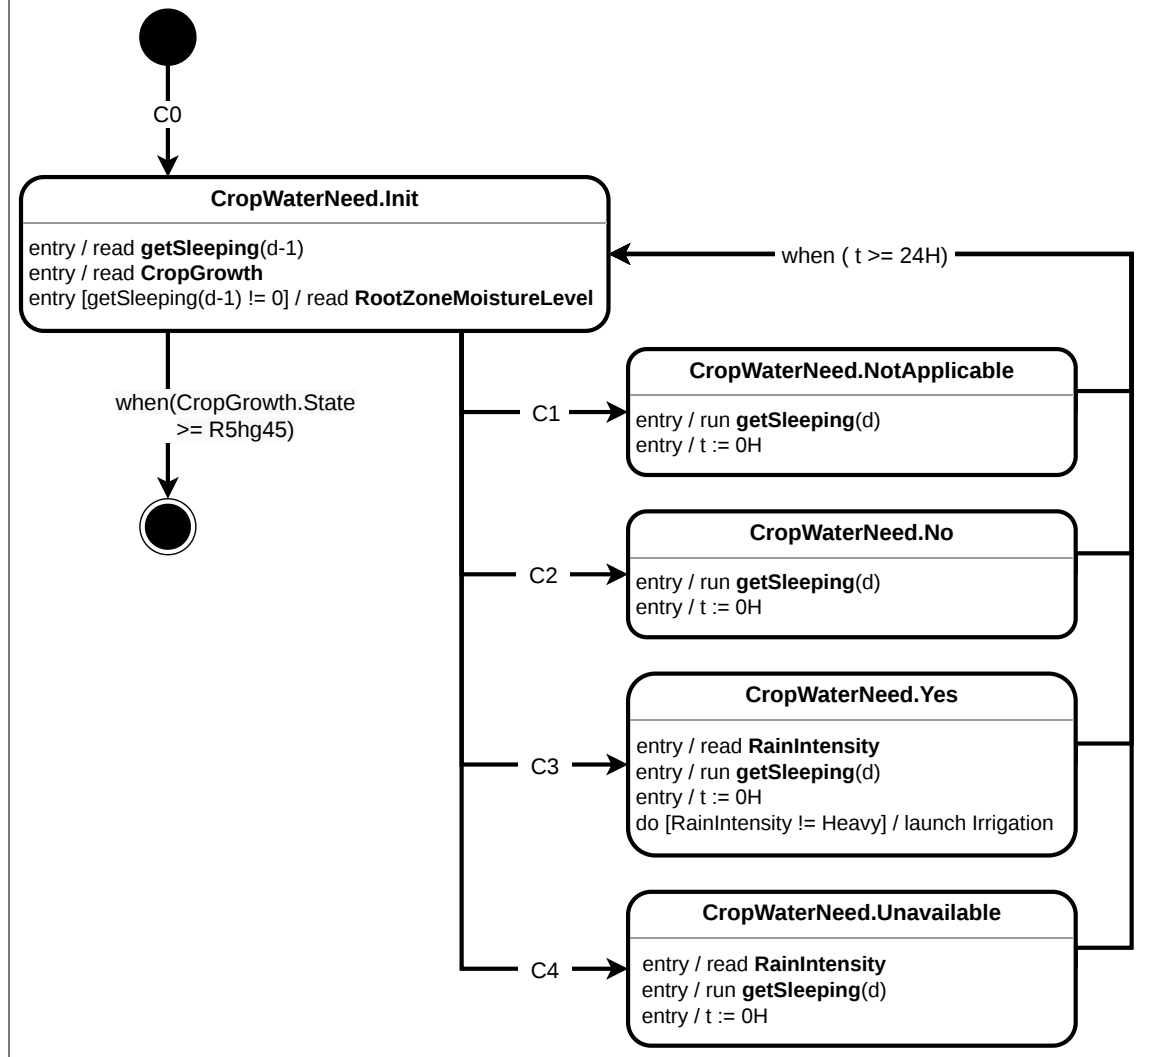 C0
CropWaterNeed.Init
entry / read getSleeping(d-1)
entry / read CropGrowth
entry [getSleeping(d-1) != 0] / read RootZoneMoistureLevel
when ( t >= 24H)
when(CropGrowth.State
>= R5hg45)
C1
CropWaterNeed.NotApplicable
entry / run getSleeping(d)
entry / t := 0H
C2
CropWaterNeed.No
entry / run getSleeping(d)
entry / t := 0H
C3
CropWaterNeed.Yes
entry / read RainIntensity
entry / run getSleeping(d)
entry / t := 0H
do [RainIntensity != Heavy] / launch Irrigation
C4
CropWaterNeed.Unavailable
entry / read RainIntensity
entry / run getSleeping(d)
entry / t := 0H